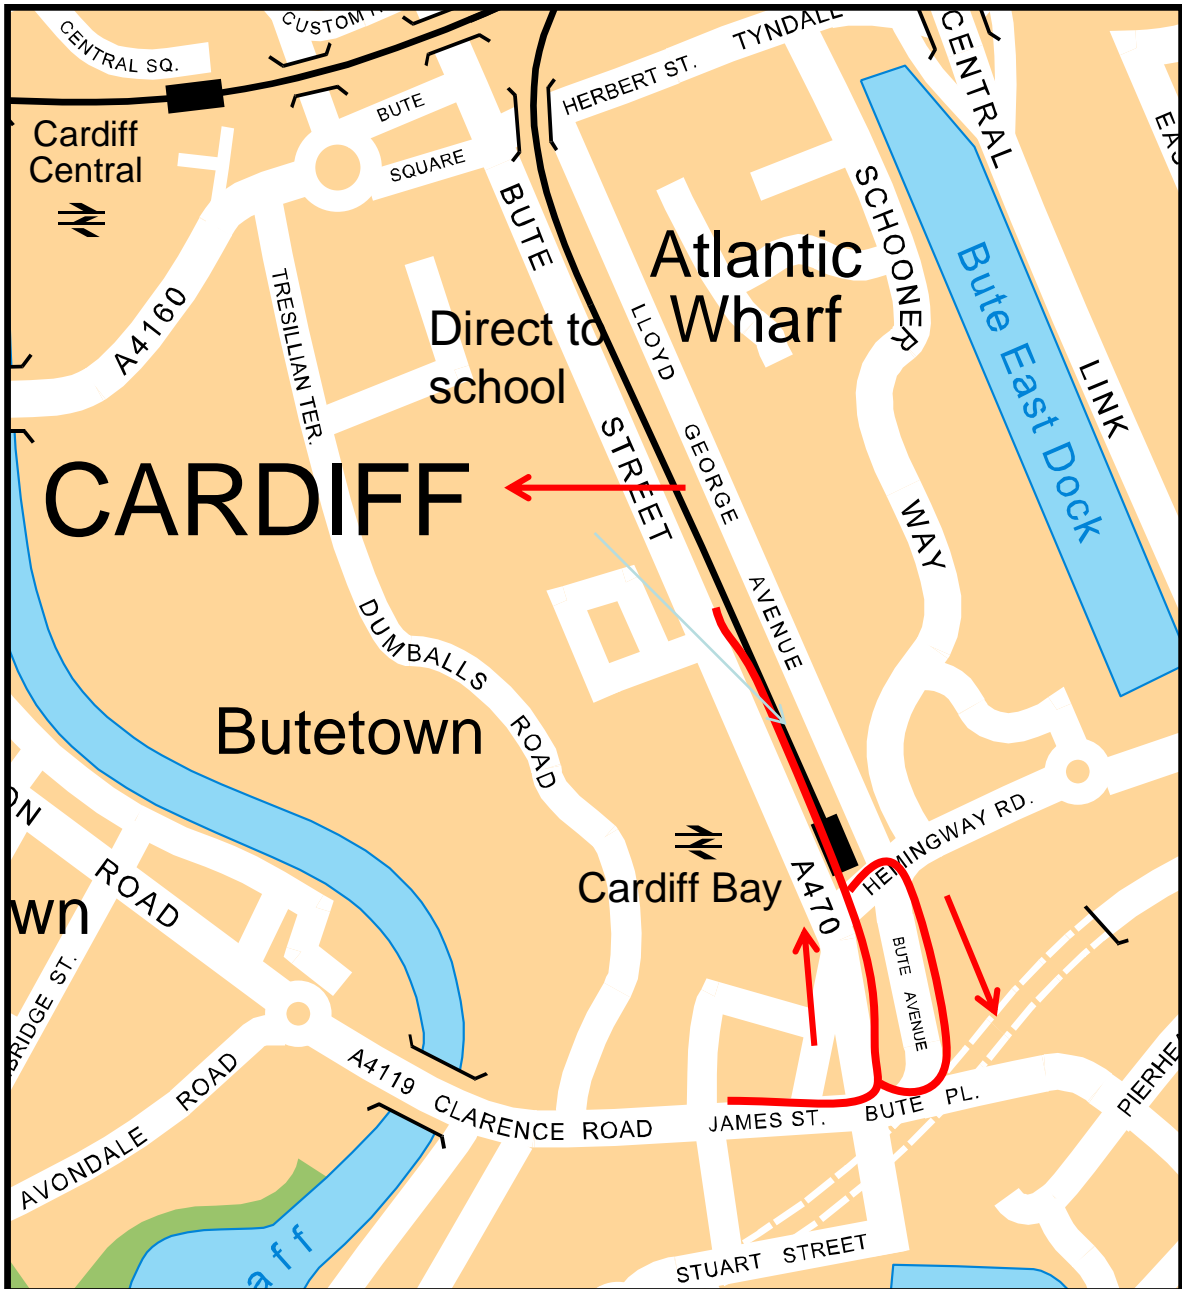 CENTRAL SQ.
CUSTOM
HERBERT ST.
TYNDALL
CENTRAL
LINK
Cardiff
Central
BUTE
SQUARE
BUTE
STREET
SCHOONER
WAY
Atlantic
Wharf
Bute East Dock
A4160
TRESILLIAN TER.
Direct to
school
LLOYD
GEORGE
AVENUE
CARDIFF
DUMBALLS
ROAD
Butetown
Cardiff Bay
A470
HEMINGWAY RD.
BUTE AVENUE
ON
ROAD
wn
BRIDGE ST.
AVONDALE
ROAD
A4119
CLARENCE ROAD
JAMES ST.
BUTE PL.
PIERHE
STUART STREET
aff